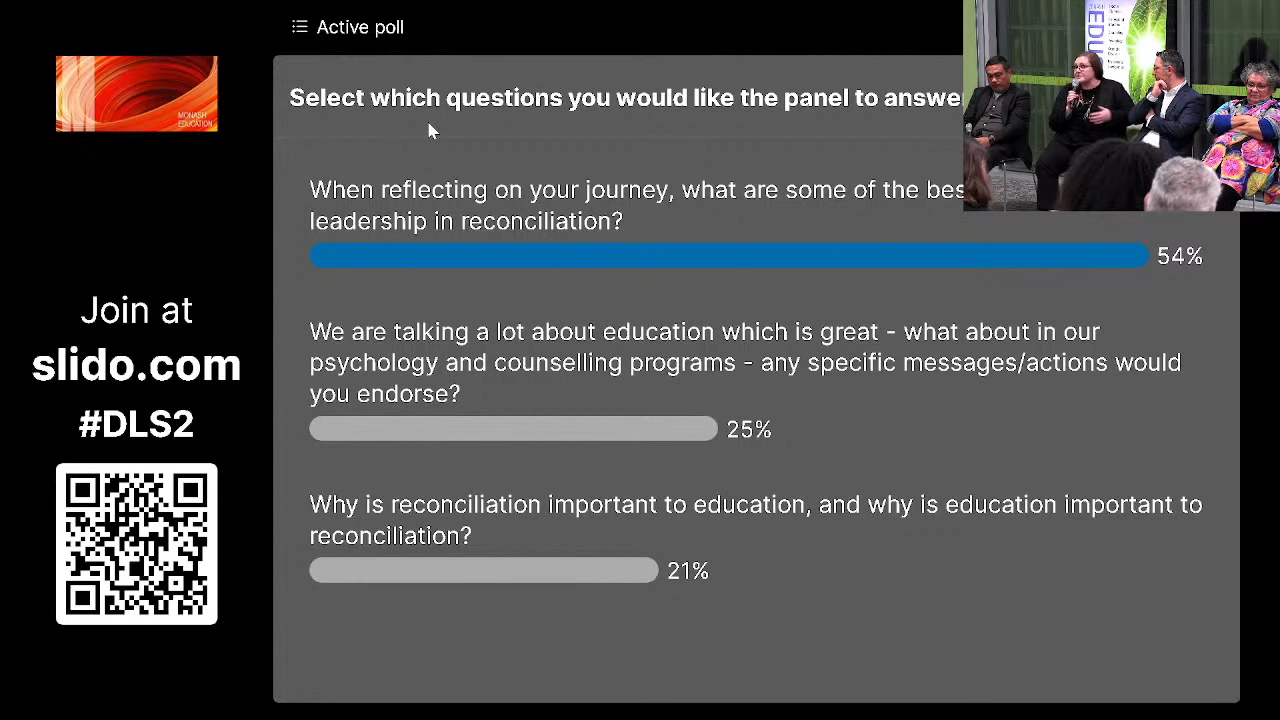 Active poll
MONASH
EDUCATION
Select which questions you would like the panel to answe
When reflecting on your journey, what are some of the bes
leadership in reconciliation?
54%
We are talking a lot about education which is great - what about in our
psychology and counselling programs - any specific messages/actions would
you endorse?
25%
Why is reconciliation important to education, and why is education important to
reconciliation?
21%
Join at
slido.com
#DLS2
EDU